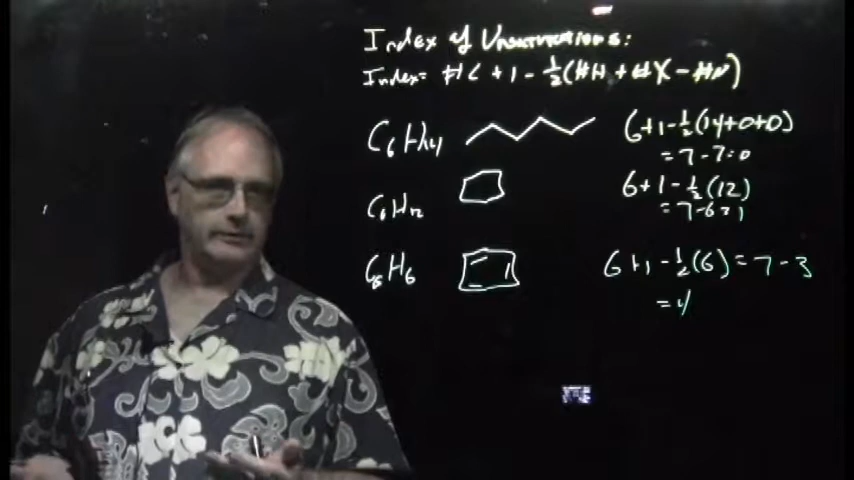 Index of Unsaturations:
Index= #C + 1 - ½(#H + #X - #N)
C6H14 6+1-½(14+0+0)
=7-7=0
C6H12 6+1-½(12)
=7-6=1
C6H6 6+1-½(6)=7-3
=4